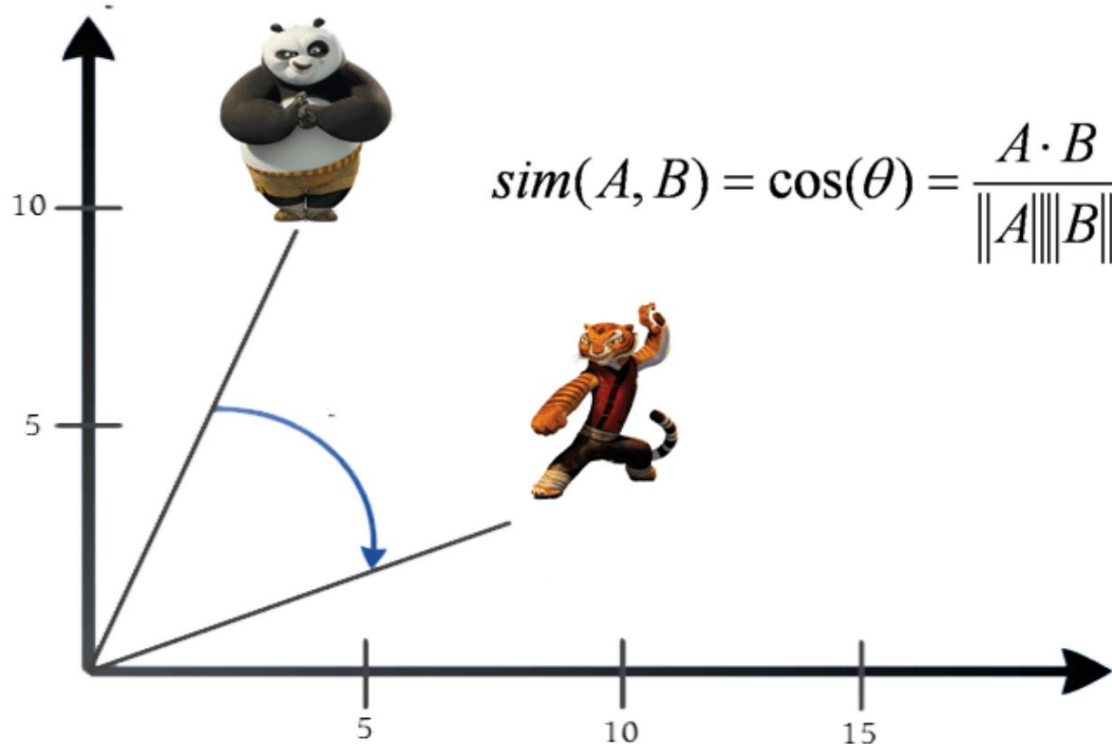 10
sim(A, B) = cos(θ) = A · B / ‖A‖‖B‖
5
5 10 15